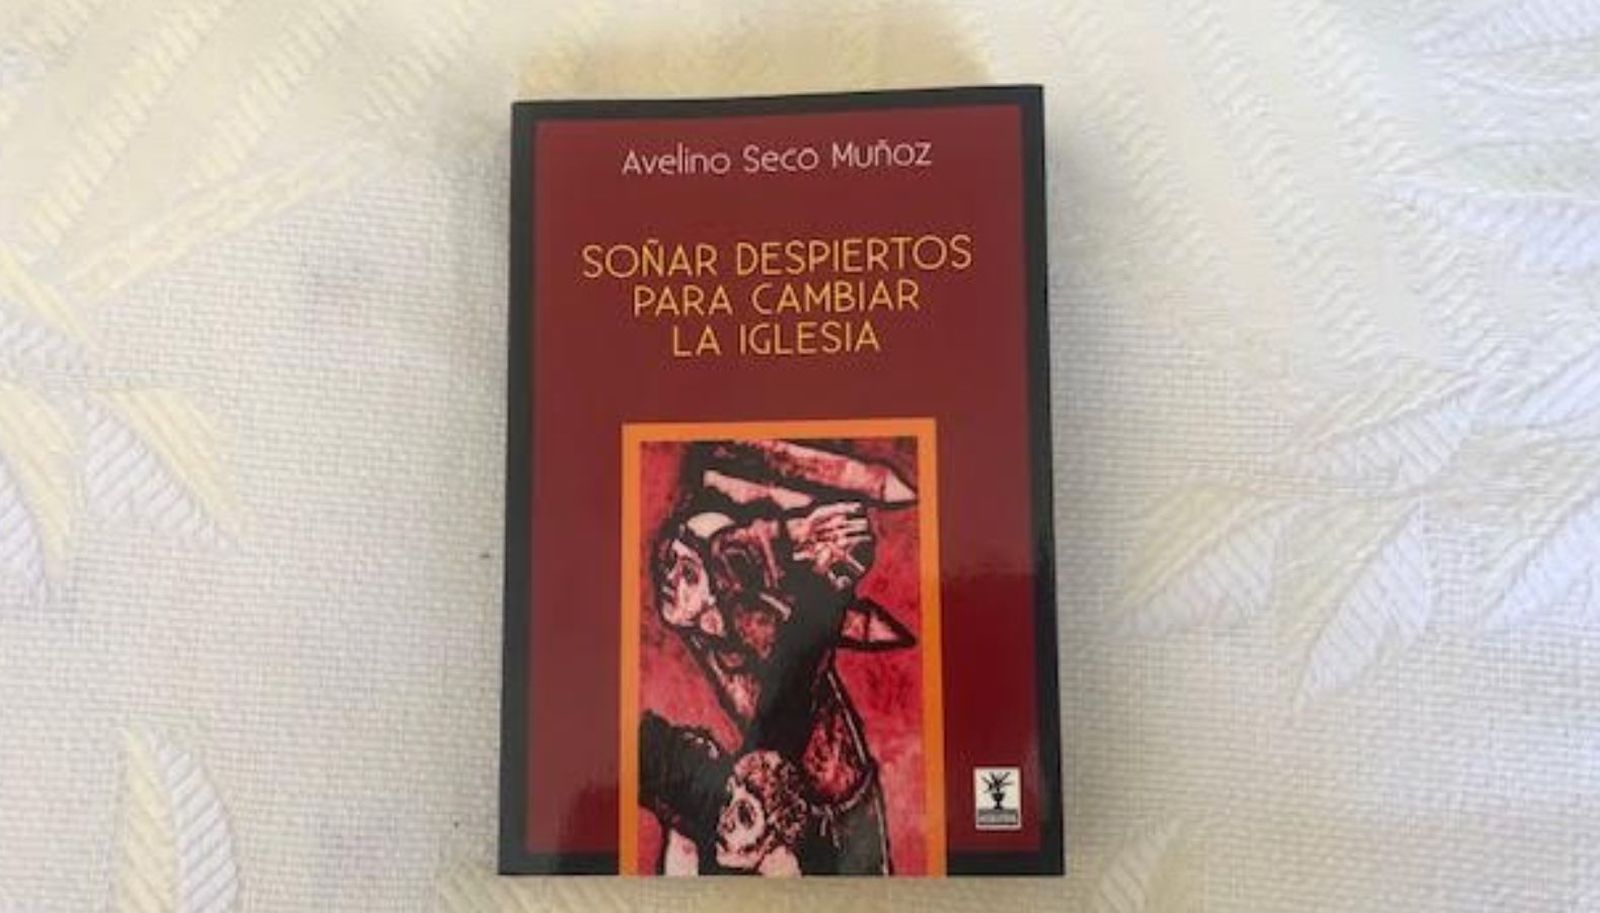 Avelino Seco Muñoz
SOÑAR DESPIERTOS
PARA CAMBIAR
LA IGLESIA